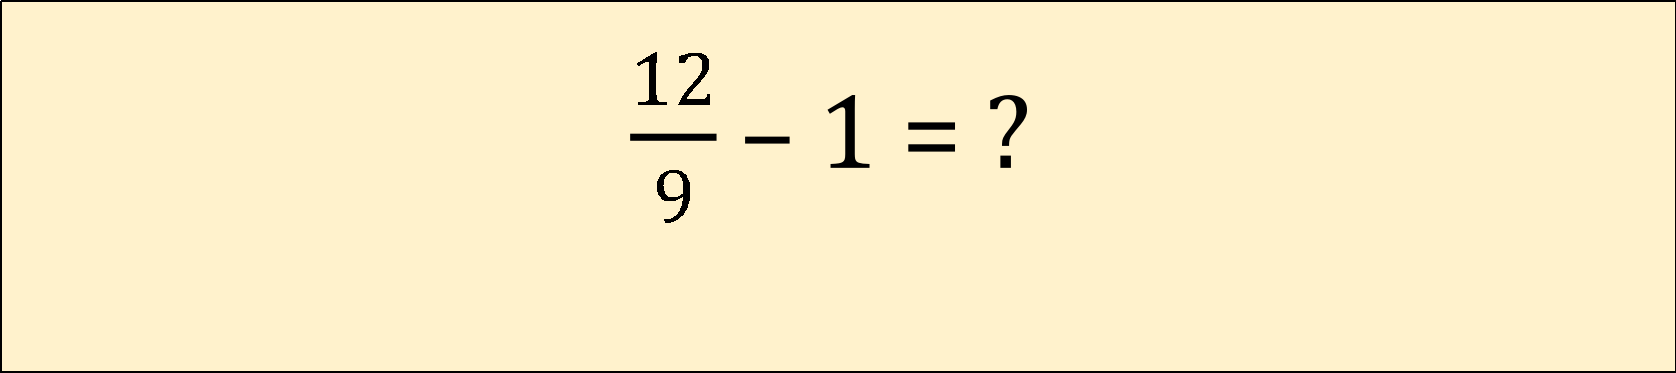 12/9 – 1 = ?